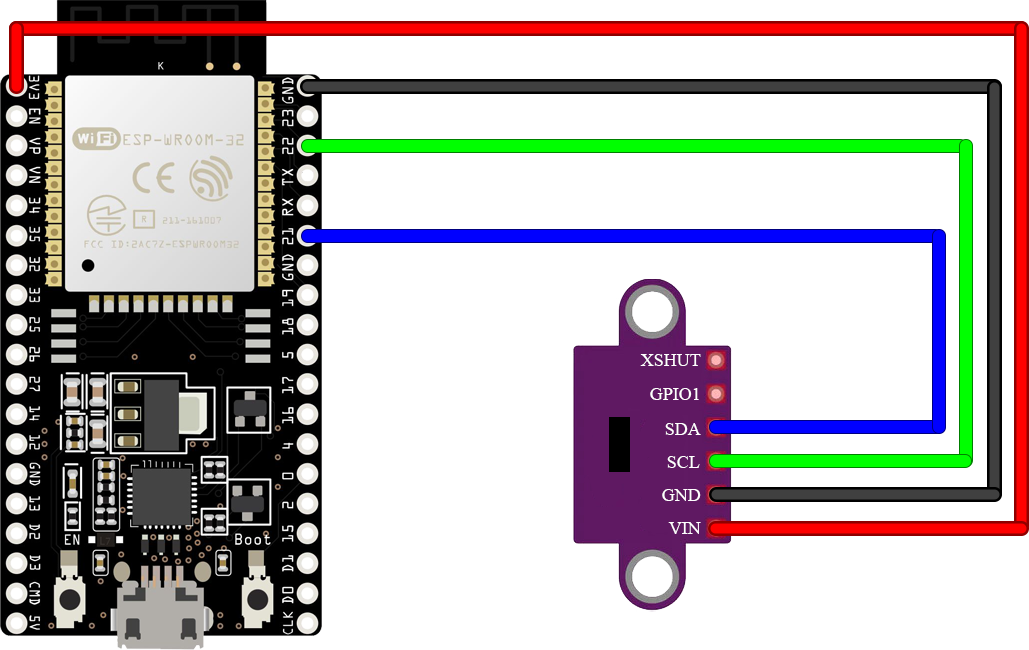 K
WiFi ESP-WROOM-32
CE
R 211-161007
FCC ID:2AC7Z-ESPWROOM32
3V3
EN
VP
VN
34
35
32
33
25
26
27
14
12
GND
13
D2
D3
CMD
5V
GND
23
22
TX
RX
21
GND
19
18
5
17
16
4
0
2
15
D1
D0
CLK
EN
Boot
XSHUT
GPIO1
SDA
SCL
GND
VIN